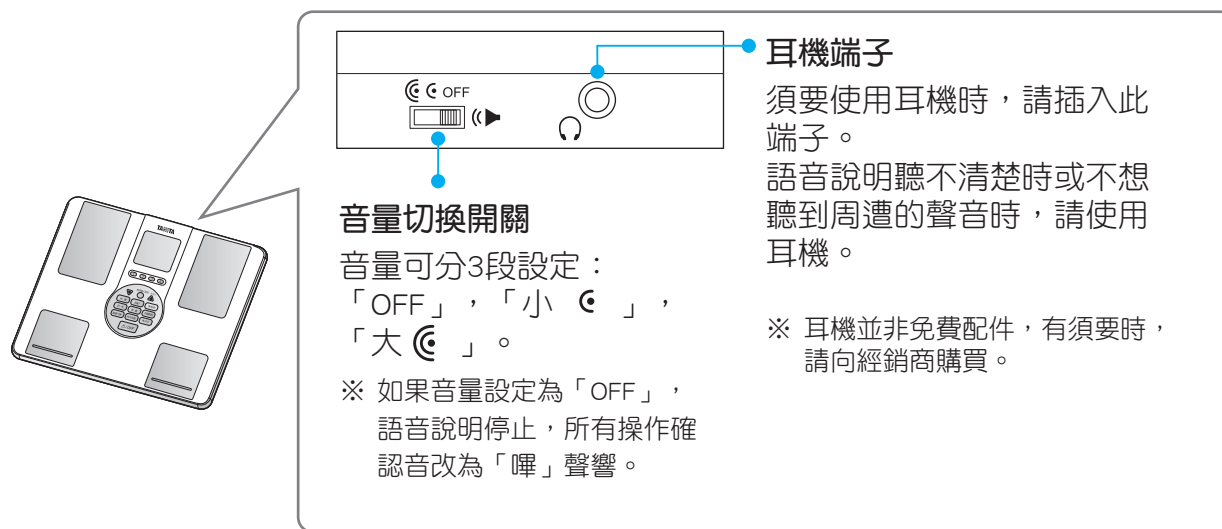 OFF
耳機端子
須要使用耳機時，請插入此
端子。
語音說明聽不清楚時或不想
聽到周遭的聲音時，請使用
耳機。
※ 耳機並非免費配件，有須要時，
請向經銷商購買。
音量切換開關
音量可分3段設定：
「OFF」，「小 」，
「大 」。
※ 如果音量設定為「OFF」，
語音說明停止，所有操作確
認音改為「嗶」聲響。
TANITA